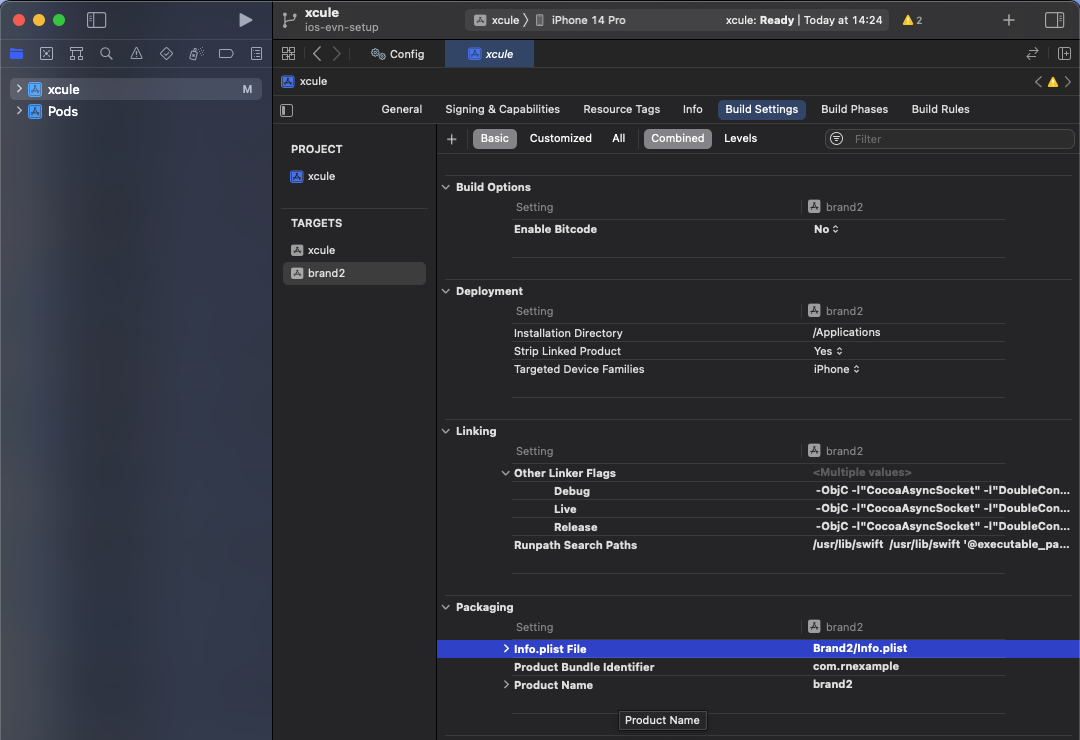 xcule
ios-evn-setup
xcule
iPhone 14 Pro
xcule: Ready | Today at 14:24
2
Config
xcule
xcule
M
Pods
xcule
General
Signing & Capabilities
Resource Tags
Info
Build Settings
Build Phases
Build Rules
Basic
Customized
All
Combined
Levels
Filter
PROJECT
xcule
TARGETS
xcule
brand2
Build Options
Setting
brand2
Enable Bitcode
No
Deployment
Setting
brand2
Installation Directory
/Applications
Strip Linked Product
Yes
Targeted Device Families
iPhone
Linking
Setting
brand2
Other Linker Flags
<Multiple values>
Debug
-ObjC -l"CocoaAsyncSocket" -l"DoubleCon...
Live
-ObjC -l"CocoaAsyncSocket" -l"DoubleCon...
Release
-ObjC -l"CocoaAsyncSocket" -l"DoubleCon...
Runpath Search Paths
/usr/lib/swift /usr/lib/swift '@executable_pa...
Packaging
Setting
brand2
Info.plist File
Brand2/Info.plist
Product Bundle Identifier
com.rnexample
Product Name
brand2
Product Name